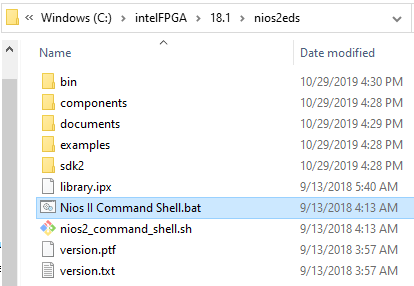 Windows (C:) > intelFPGA > 18.1 > nios2eds
Name Date modified
bin 10/29/2019 4:30 PM
components 10/29/2019 4:28 PM
documents 10/29/2019 4:29 PM
examples 10/29/2019 4:28 PM
sdk2 10/29/2019 4:28 PM
library.ipx 9/13/2018 5:40 AM
Nios II Command Shell.bat 9/13/2018 4:13 AM
nios2_command_shell.sh 9/13/2018 4:13 AM
version.ptf 9/13/2018 3:57 AM
version.txt 9/13/2018 3:57 AM